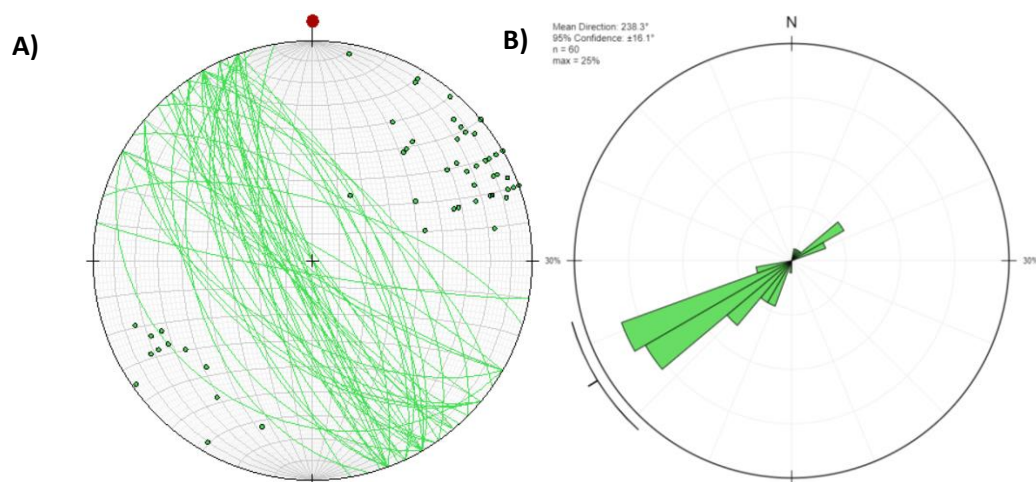 A)
B)
Mean Direction: 238.3°
95% Confidence: ±16.1°
n = 60
max = 25%
N
30%
30%